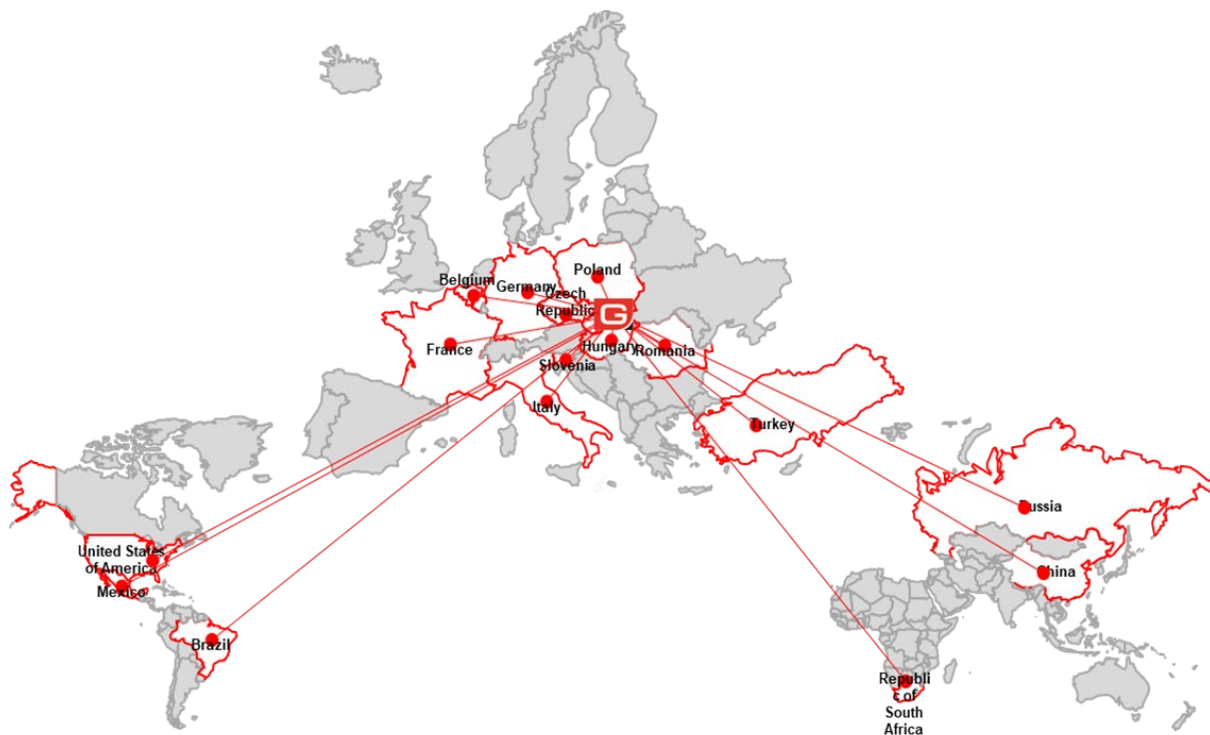 Poland
Belgium
Germany
Czech
Republic
G
France
Hungary
Romania
Slovenia
Italy
Turkey
Russia
United States
of America
Mexico
China
Brazil
Republi
c of
South
Africa